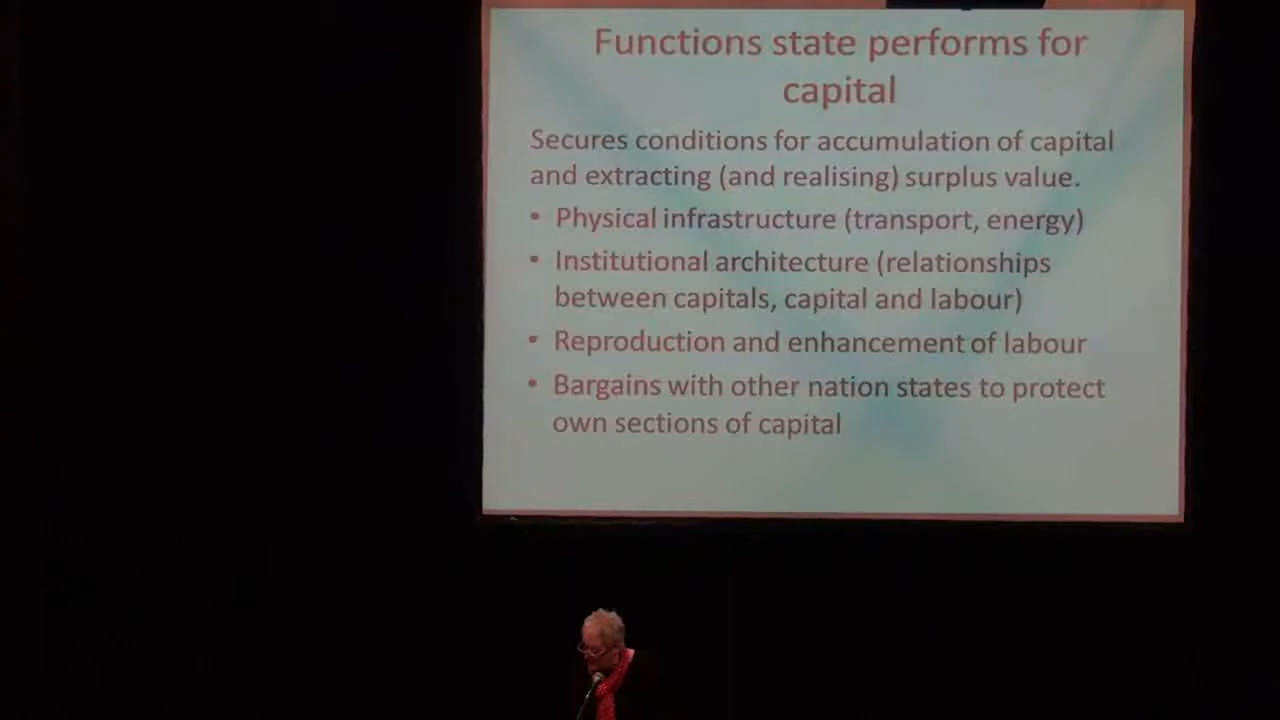 Functions state performs for
capital
Secures conditions for accumulation of capital
and extracting (and realising) surplus value.
• Physical infrastructure (transport, energy)
• Institutional architecture (relationships
between capitals, capital and labour)
• Reproduction and enhancement of labour
• Bargains with other nation states to protect
own sections of capital